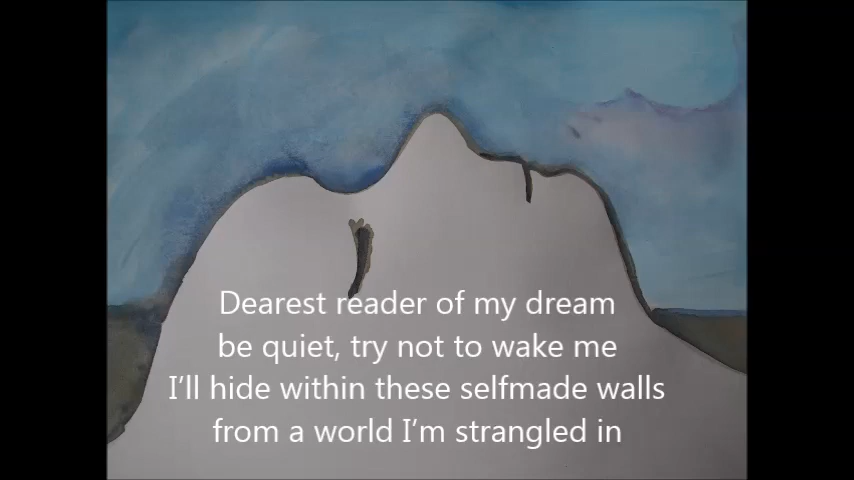 Dearest reader of my dream
be quiet, try not to wake me
I’ll hide within these selfmade walls
from a world I’m strangled in